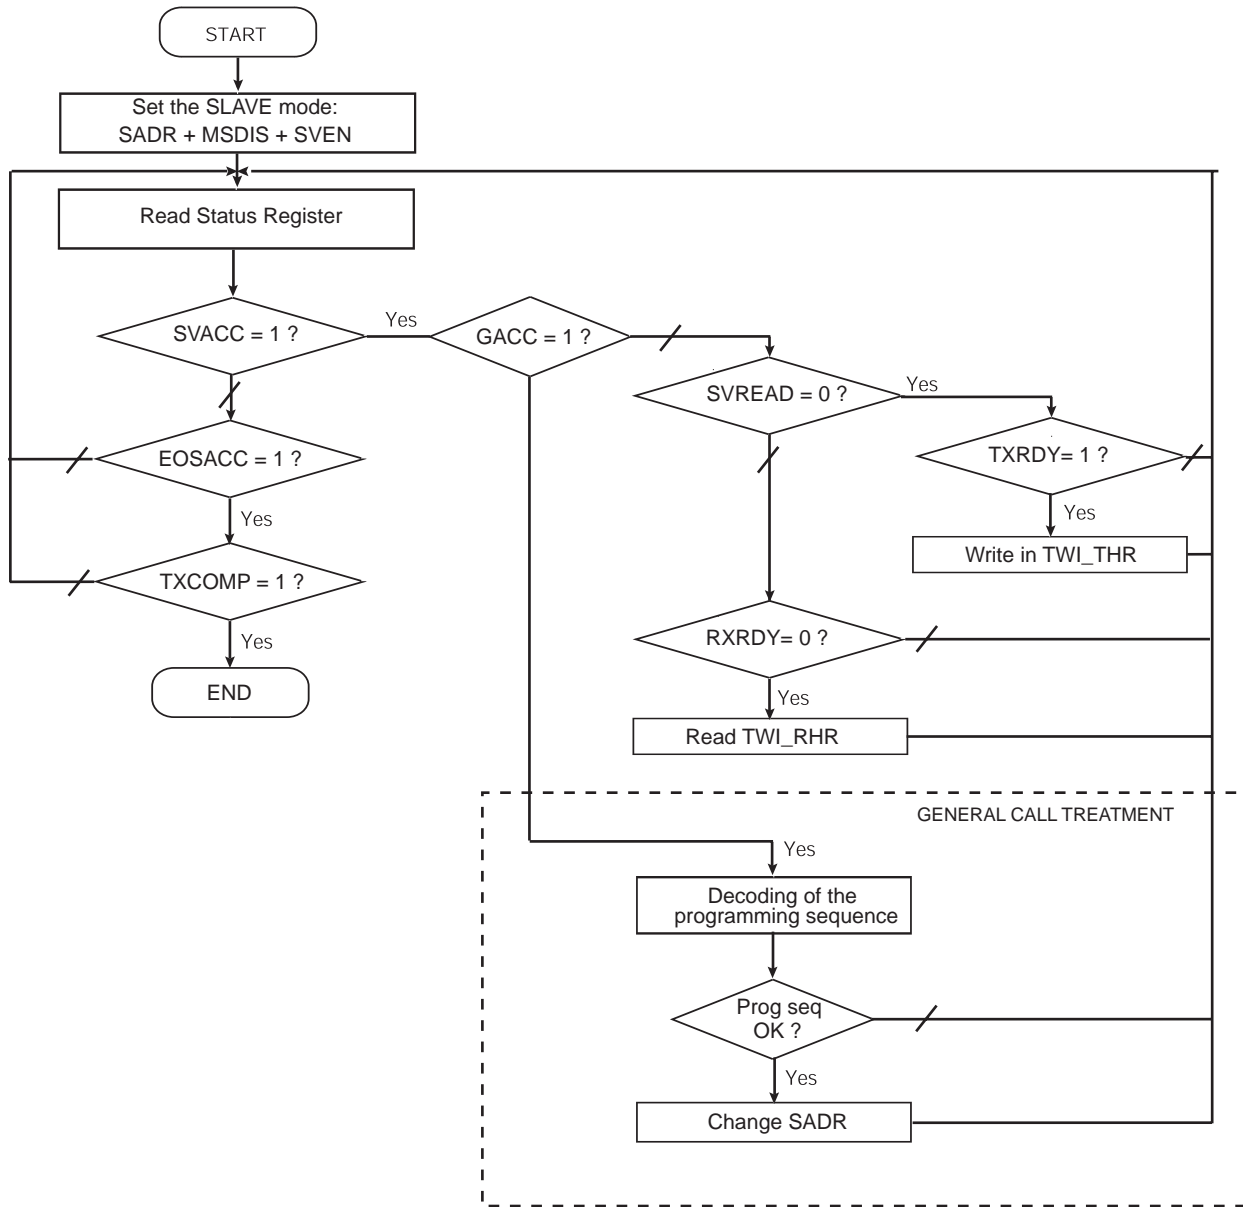 START
Set the SLAVE mode:
SADR + MSDIS + SVEN
Read Status Register
SVACC = 1 ?
Yes
GACC = 1 ?
SVREAD = 0 ?
Yes
EOSACC = 1 ?
TXRDY= 1 ?
Yes
Yes
Write in TWI_THR
TXCOMP = 1 ?
Yes
RXRDY= 0 ?
END
Yes
Read TWI_RHR
GENERAL CALL TREATMENT
Yes
Decoding of the
programming sequence
Prog seq
OK ?
Yes
Change SADR